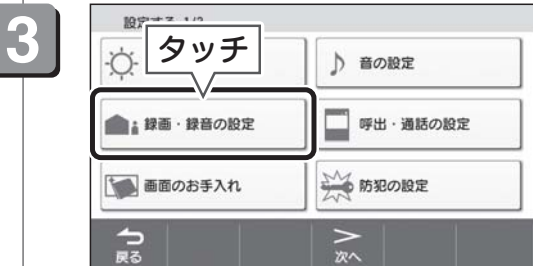 3
設定する 1/2
タッチ
音の設定
録画・録音の設定
呼出・通話の設定
画面のお手入れ
防犯の設定
戻る
次へ